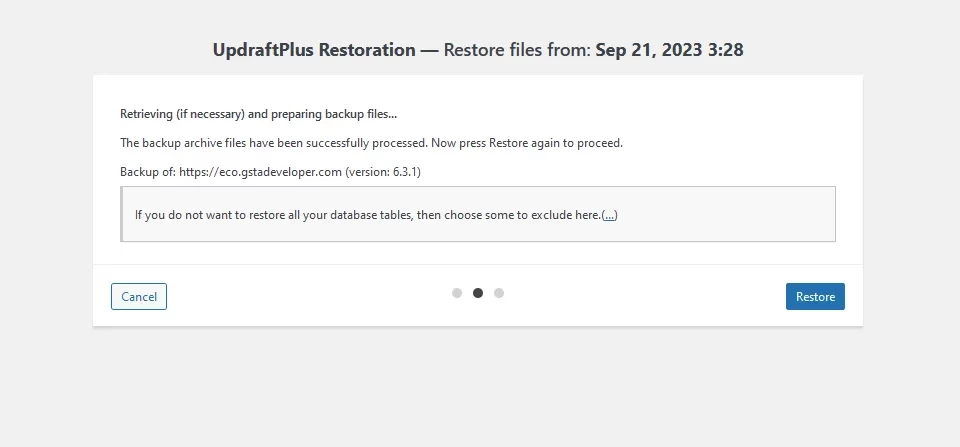 UpdraftPlus Restoration — Restore files from: Sep 21, 2023 3:28
Retrieving (if necessary) and preparing backup files...
The backup archive files have been successfully processed. Now press Restore again to proceed.
Backup of: https://eco.gstadeveloper.com (version: 6.3.1)
If you do not want to restore all your database tables, then choose some to exclude here.(...)
Cancel
Restore